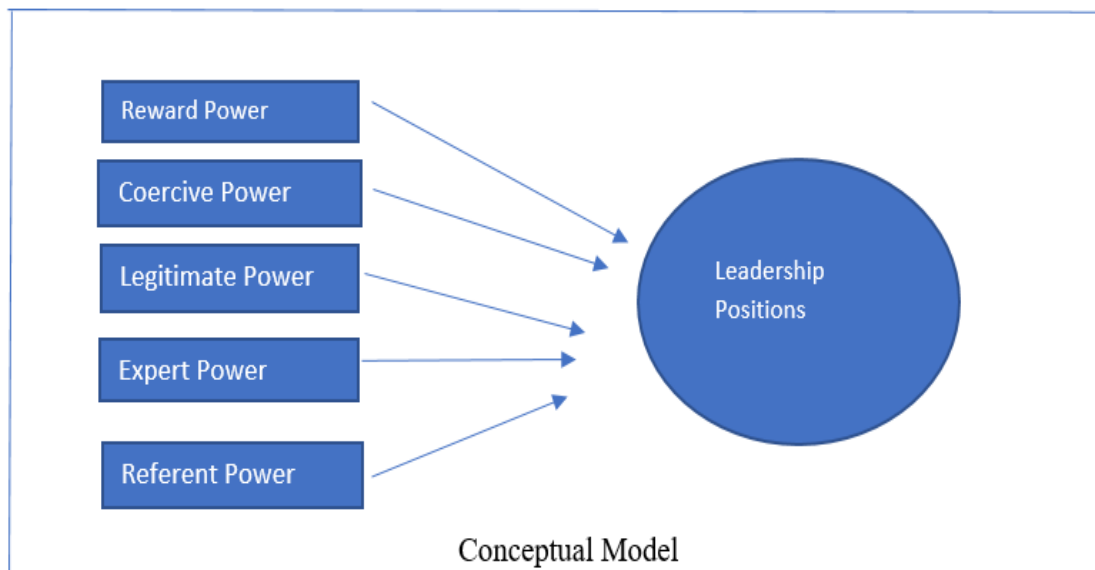 Reward Power
Coercive Power
Legitimate Power
Expert Power
Referent Power
Leadership
Positions
Conceptual Model